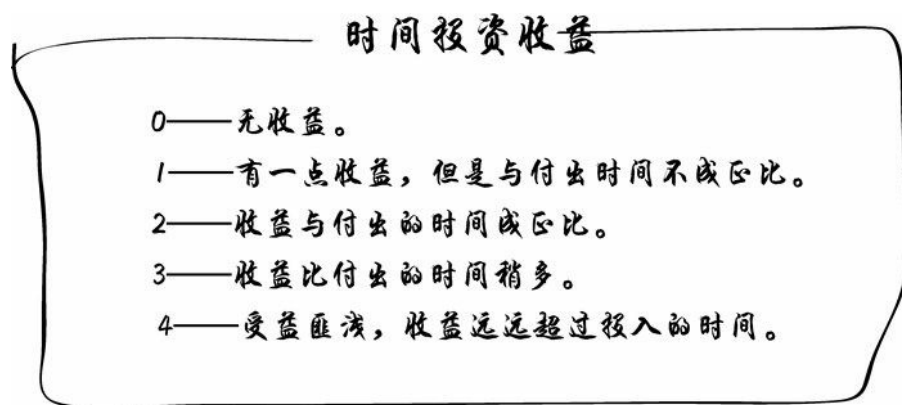 时间投资收益
0——无收益。
1——有一点收益，但是与付出时间不成正比。
2——收益与付出的时间成正比。
3——收益比付出的时间稍多。
4——受益匪浅，收益远远超过投入的时间。